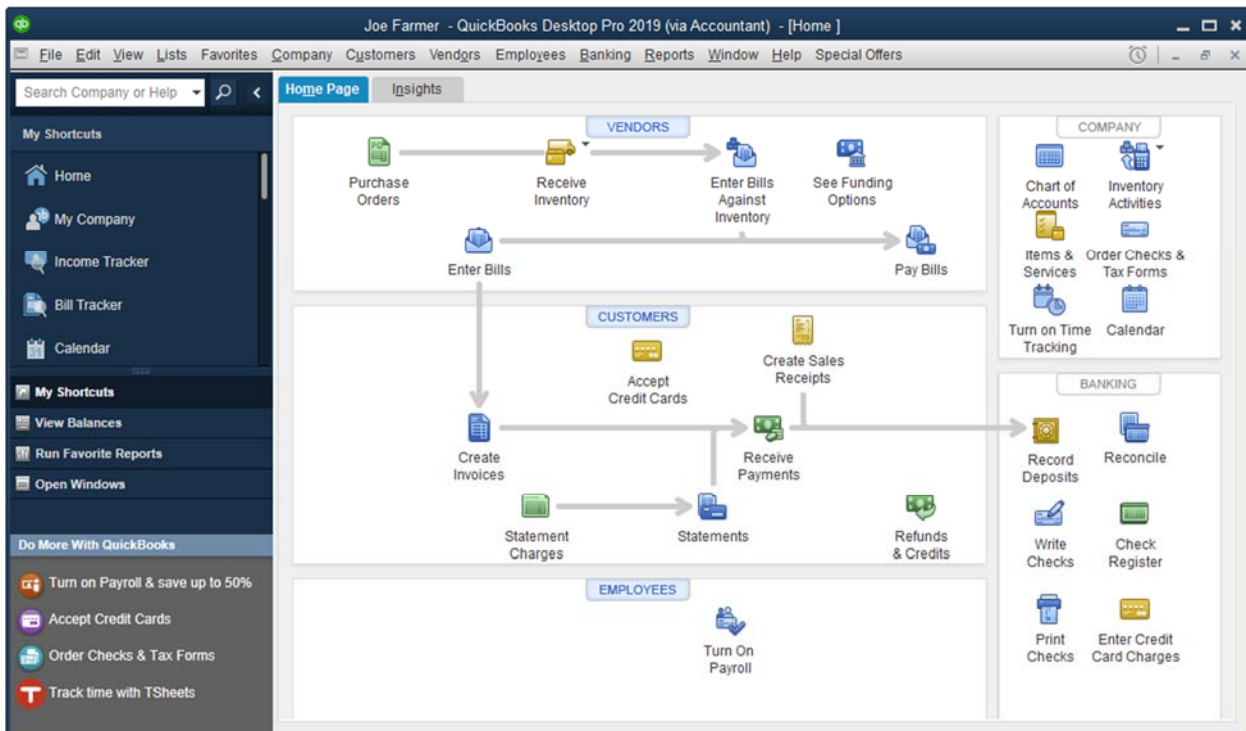 qb
Joe Farmer - QuickBooks Desktop Pro 2019 (via Accountant) - [Home ]
File Edit View Lists Favorites Company Customers Vendors Employees Banking Reports Window Help Special Offers
Search Company or Help
Home Page Insights
My Shortcuts
Home
My Company
Income Tracker
Bill Tracker
31 Calendar
My Shortcuts
View Balances
Run Favorite Reports
Open Windows
Do More With QuickBooks
Turn on Payroll & save up to 50%
Accept Credit Cards
Order Checks & Tax Forms
Track time with TSheets
VENDORS
PO
Purchase
Orders
Receive
Inventory
Enter Bills
Against
Inventory
See Funding
Options
Enter Bills
Pay Bills
CUSTOMERS
Accept
Credit Cards
Create Sales
Receipts
Create
Invoices
Receive
Payments
Statement
Charges
Statements
Refunds
& Credits
EMPLOYEES
Turn On
Payroll
COMPANY
Chart of
Accounts
Inventory
Activities
Items &
Services
Order Checks &
Tax Forms
Turn on Time
Tracking
Calendar
BANKING
Record
Deposits
Reconcile
Write
Checks
Check
Register
Print
Checks
Enter Credit
Card Charges